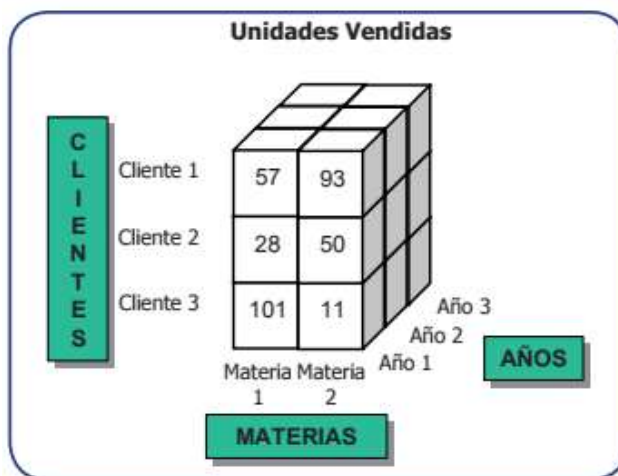 Unidades Vendidas
CLIENTES
Cliente 1
57 93
Cliente 2
28 50
Cliente 3
101 11
Año 3
Año 2
Año 1
AÑOS
Materia Materia
1 2
MATERIAS